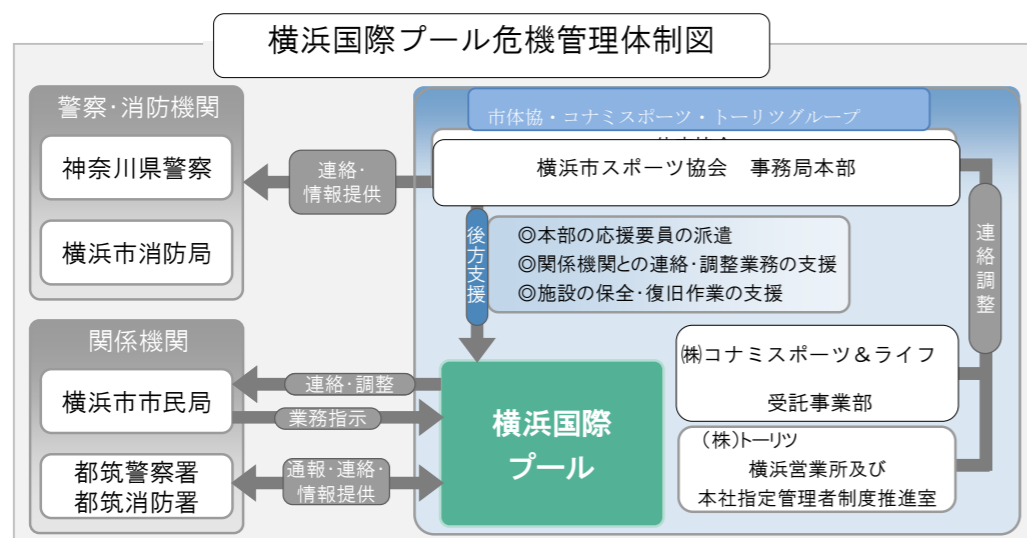 横浜国際プール危機管理体制図
警察･消防機関
神奈川県警察
横浜市消防局
連絡･
情報提供
市体協・コナミスポーツ・トーリツグループ
横浜市スポーツ協会　事務局本部
後方支援
◎本部の応援要員の派遣
◎関係機関との連絡･調整業務の支援
◎施設の保全･復旧作業の支援
連絡調整
関係機関
横浜市市民局
都筑警察署
都筑消防署
連絡･調整
業務指示
通報･連絡･
情報提供
横浜国際
プール
㈱コナミスポーツ＆ライフ
受託事業部
（株)トーリツ
横浜営業所及び
本社指定管理者制度推進室